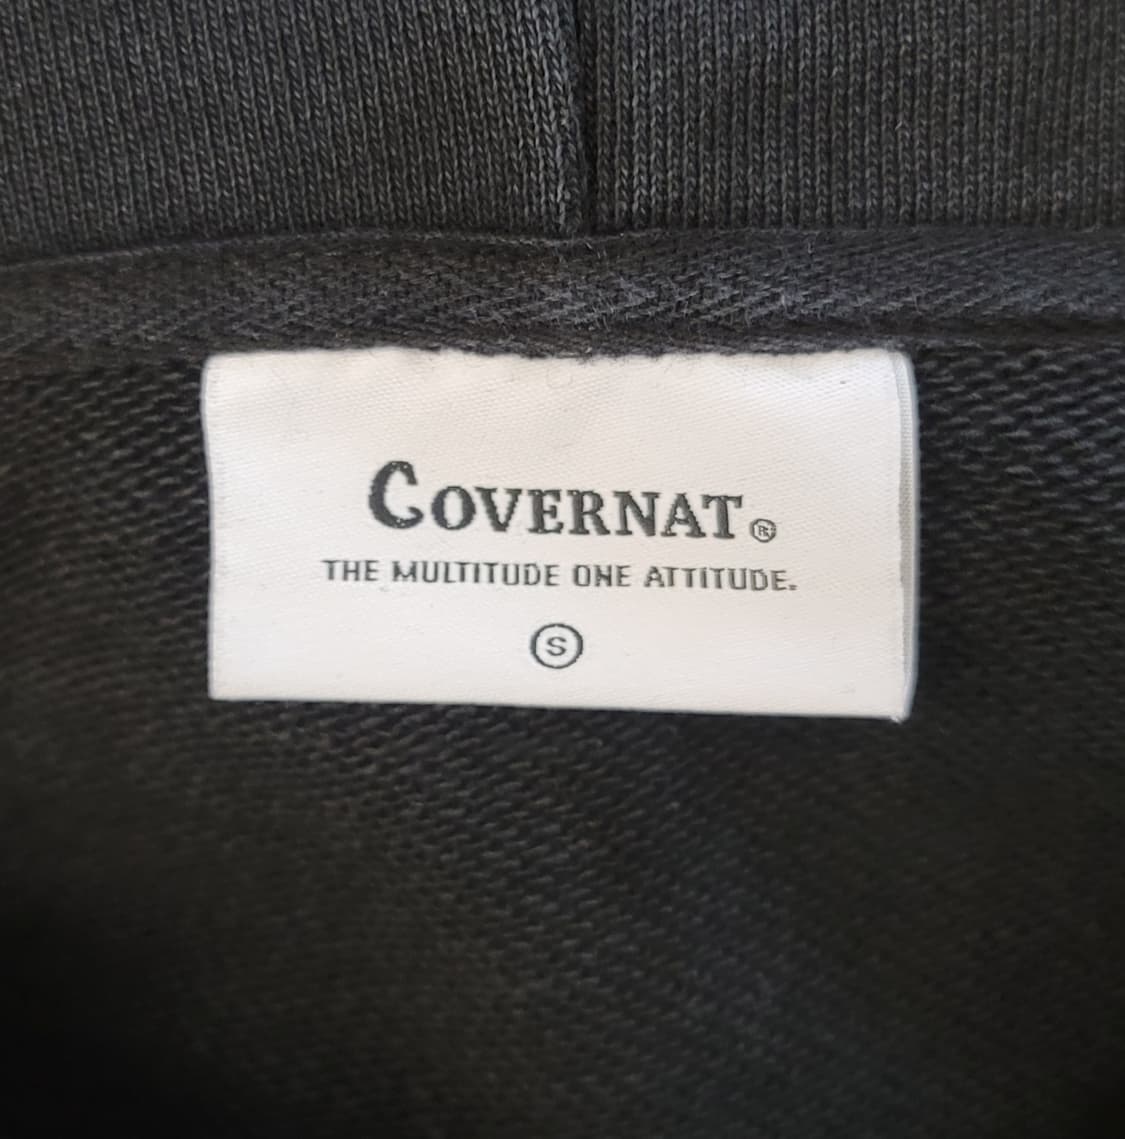 COVERNAT®
THE MULTITUDE ONE ATTITUDE.
S